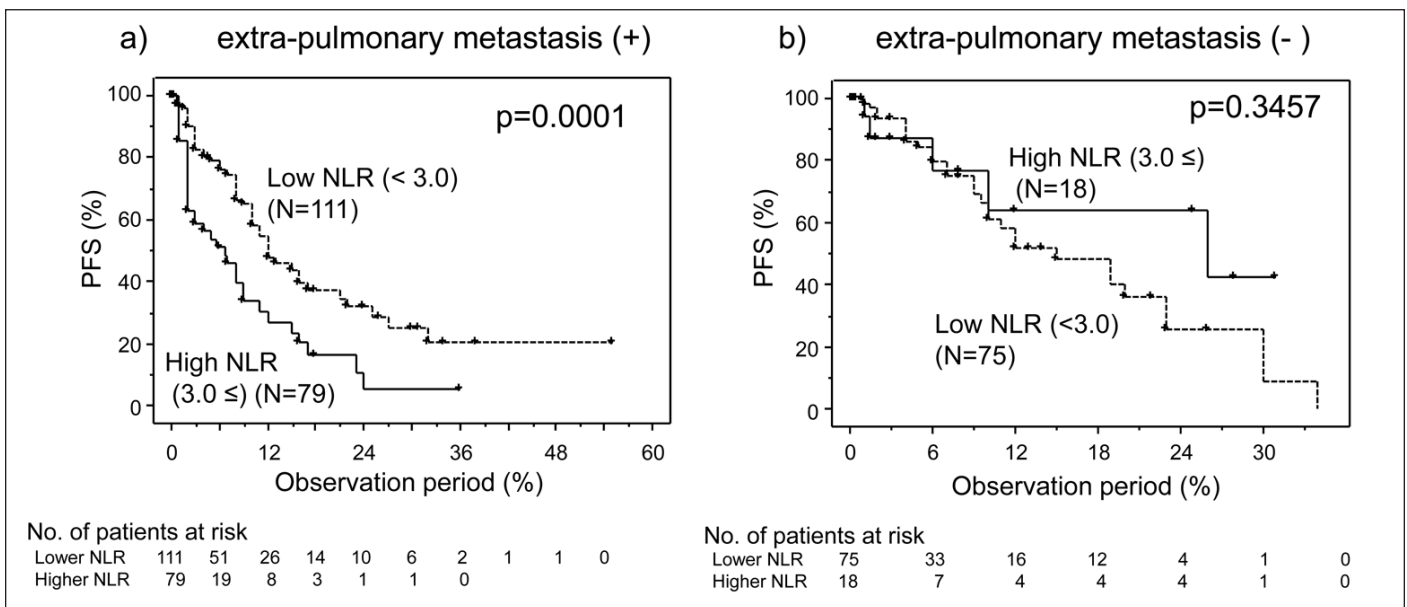 a) extra-pulmonary metastasis (+)
100
80
60
40
20
0
PFS (%)
p=0.0001
Low NLR (< 3.0)
(N=111)
High NLR
(3.0 ≤) (N=79)
0 12 24 36 48 60
Observation period (%)
No. of patients at risk
Lower NLR 111 51 26 14 10 6 2 1 1 0
Higher NLR 79 19 8 3 1 1 0
b) extra-pulmonary metastasis (- )
100
80
60
40
20
0
PFS (%)
p=0.3457
High NLR (3.0 ≤)
(N=18)
Low NLR (<3.0)
(N=75)
0 6 12 18 24 30
Observation period (%)
No. of patients at risk
Lower NLR 75 33 16 12 4 1 0
Higher NLR 18 7 4 4 4 1 0